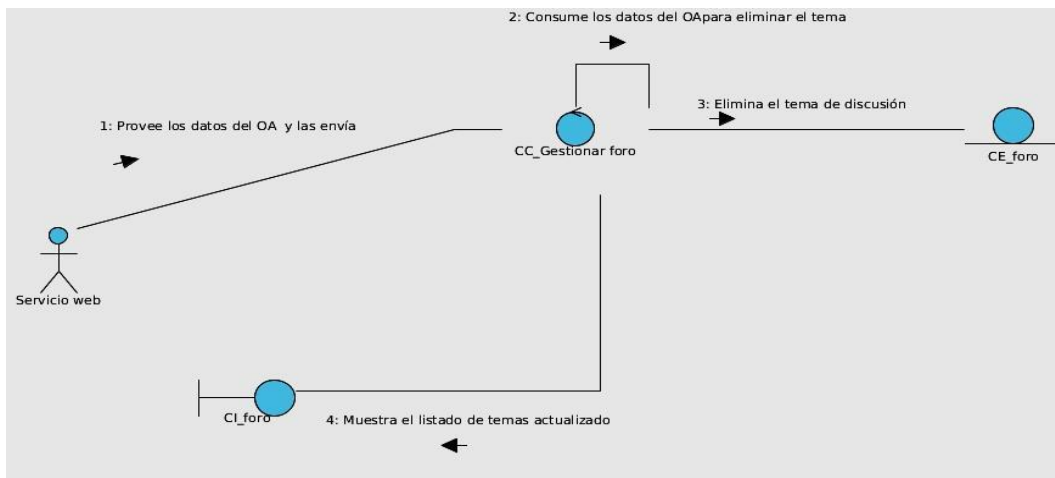 2: Consume los datos del OApara eliminar el tema
3: Elimina el tema de discusión
1: Provee los datos del OA y las envía
CC_Gestionar foro
CE_foro
Servicio web
CI_foro
4: Muestra el listado de temas actualizado